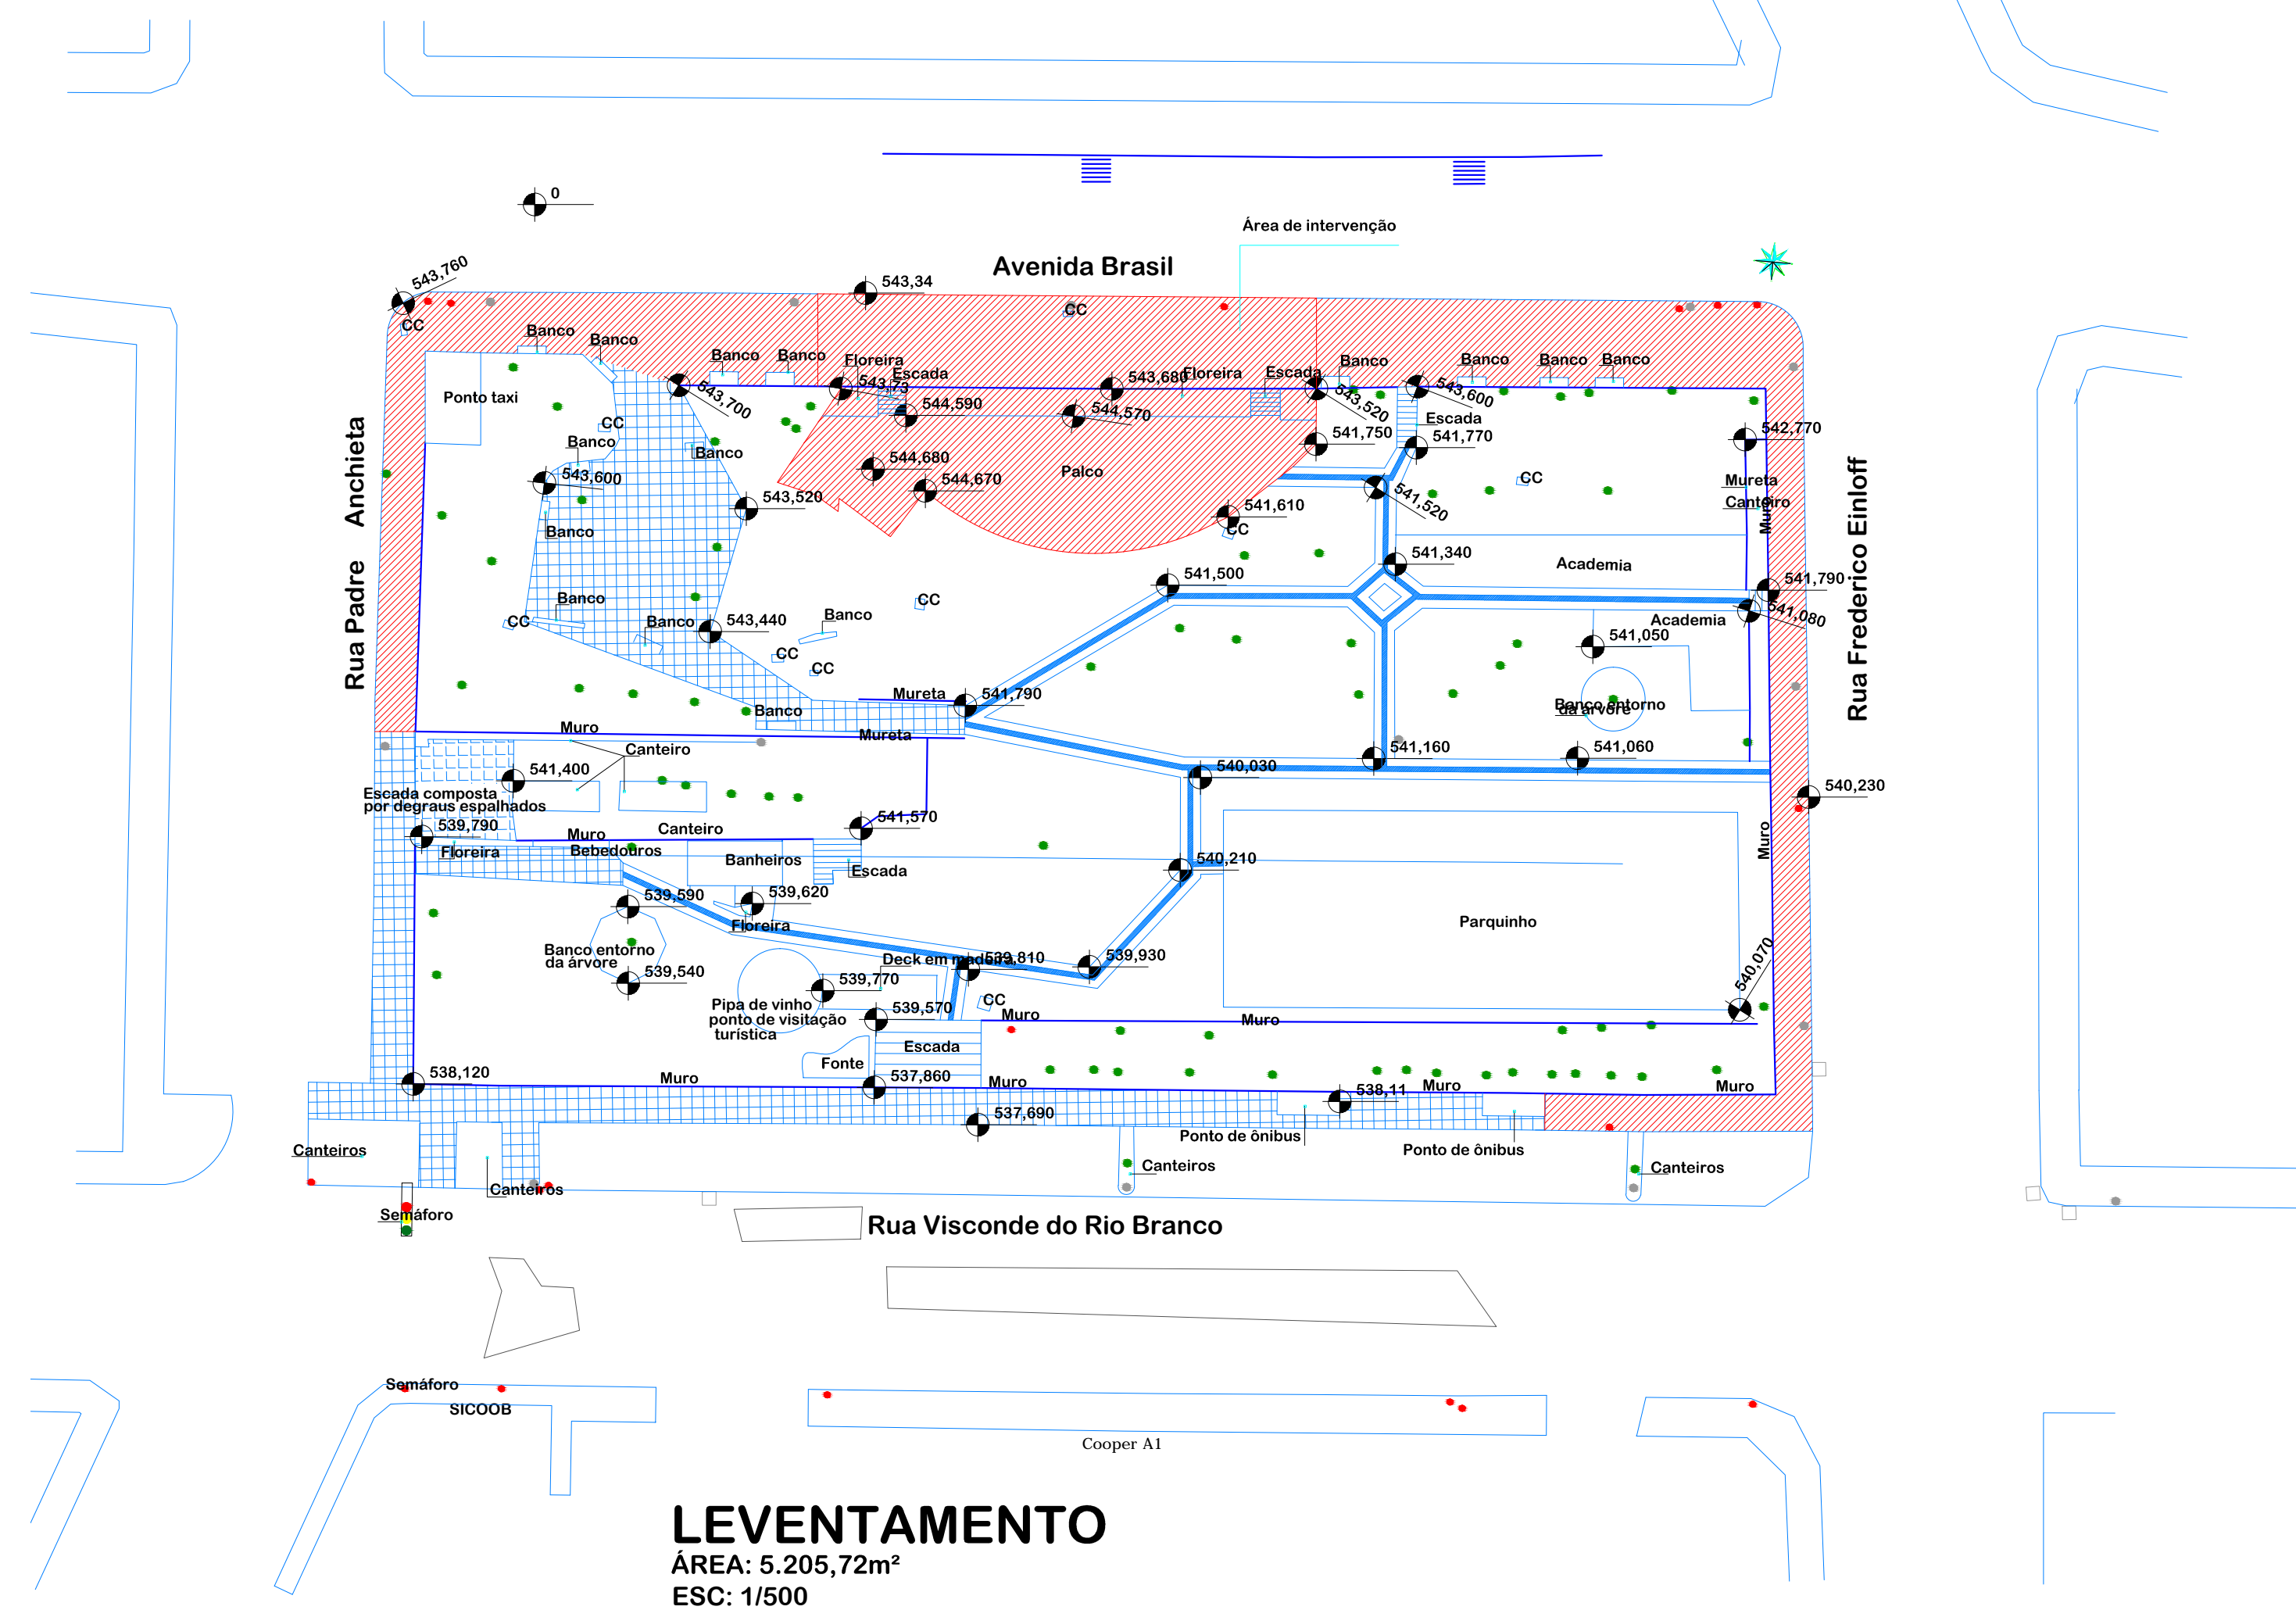 0
Área de intervenção
Avenida Brasil
543,760
543,34
CC
CC
Banco
Banco
Banco
Banco
Floreira
Escada
543,73
543,680
Floreira
Escada
Banco
Banco
Banco
Banco
Ponto taxi
543,700
544,590
544,570
543,520
543,600
Escada
CC
Banco
Banco
541,750
541,770
542,770
Rua Padre Anchieta
Rua Frederico Einloff
543,600
544,680
Palco
544,670
541,520
CC
Mureta
Canteiro
Muro
543,520
541,610
CC
Banco
541,340
Academia
541,500
541,790
541,080
Banco
CC
CC
Banco
543,440
Banco
Academia
541,050
CC
CC
Mureta
541,790
Banco
Banco entorno
da árvore
Muro
Mureta
Canteiro
541,160
541,060
541,400
540,030
540,230
Escada composta
por degraus espalhados
539,790
Muro
Canteiro
541,570
Muro
Floreira
Bebedouros
Banheiros
Escada
540,210
539,590
539,620
Floreira
Parquinho
Banco entorno
da árvore
539,540
Deck em madeira
539,810
539,930
539,770
540,070
Pipa de vinho
ponto de visitação
turística
539,570
CC
Muro
Muro
Escada
Fonte
538,120
Muro
537,860
Muro
538,11
Muro
Muro
537,690
Ponto de ônibus
Ponto de ônibus
Canteiros
Canteiros
Canteiros
Canteiros
Semáforo
Rua Visconde do Rio Branco
Semáforo
SICOOB
Cooper A1
LEVENTAMENTO
ÁREA: 5.205,72m²
ESC: 1/500